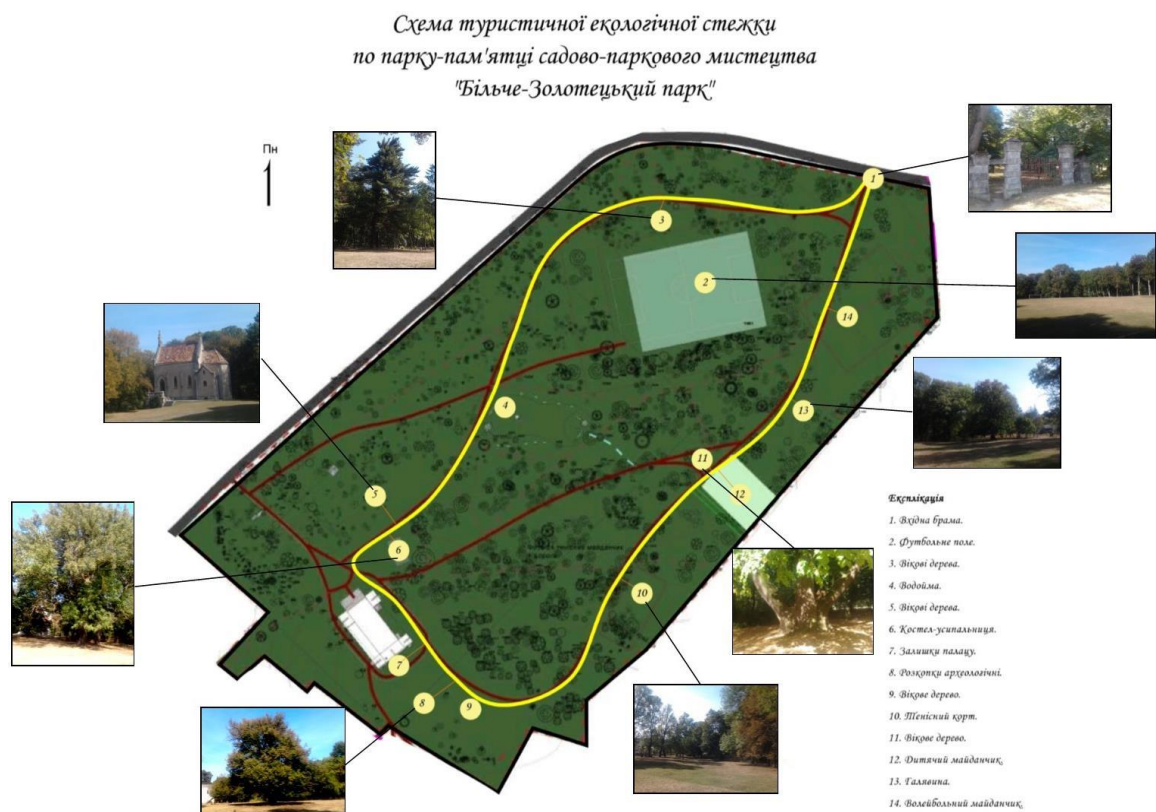 Схема туристичної екологічної стежки
по парку-пам'ятці садово-паркового мистецтва
"Більче-Золотецький парк"
Пн
1
3
2
14
4
13
11
5
12
6
10
7
8
9
Експлікація
1. Вхідна брама.
2. Футбольне поле.
3. Вікові дерева.
4. Водойма.
5. Вікові дерева.
6. Костел-усипальниця.
7. Залишки палацу.
8. Розкопки археологічні.
9. Вікове дерево.
10. Тенісний корт.
11. Вікове дерево.
12. Дитячий майданчик.
13. Галявина.
14. Волейбольний майданчик.